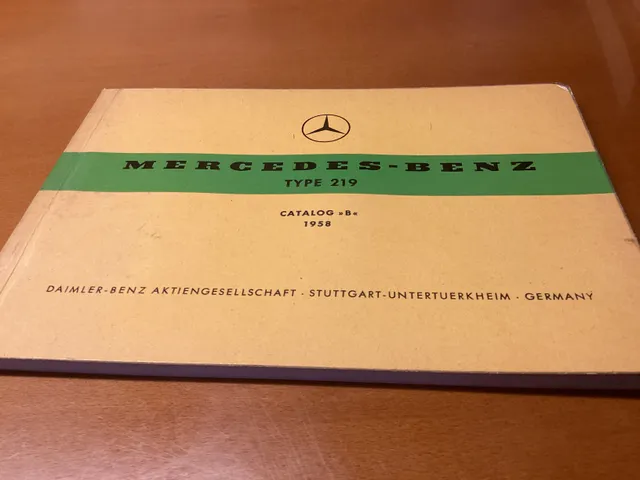 MERCEDES-BENZ
TYPE 219
CATALOG »B«
1958
DAIMLER-BENZ AKTIENGESELLSCHAFT · STUTTGART-UNTERTUERKHEIM · GERMANY